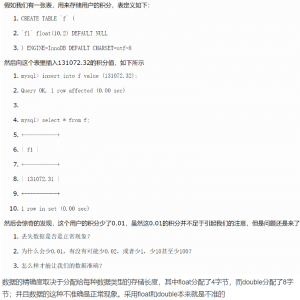 假如我们有一张表，用来存储用户的积分，表定义如下：
1. CREATE TABLE `f` (
2. `f1` float(10,2) DEFAULT NULL
3. ) ENGINE=InnoDB DEFAULT CHARSET=utf-8
然后向这个表里插入131072.32的积分值，如下所示
1. mysql> insert into f value (131072.32);
2. Query OK, 1 row affected (0.00 sec)
3.
4. mysql> select * from f;
5. +-----------+
6. | f1 |
7. +-----------+
8. | 131072.31 |
9. +-----------+
10. 1 row in set (0.00 sec)
然后会惊奇的发现，这个用户的积分少了0.01，虽然这0.01的积分并不足于引起我们的注意，但是问题还是来了
1. 丢失数据是否是正常现象?
2. 为什么会少0.01，有没有可能少0.02，或者少1，少10甚至少100?
3. 怎么样才能让我们的数据准确?
数据的精确度取决于分配给每种数据类型的存储长度，其中float分配了4字节，而double分配了8字
节；并且数据的这种不准确是正常现象。采用float和double本来就是不准的